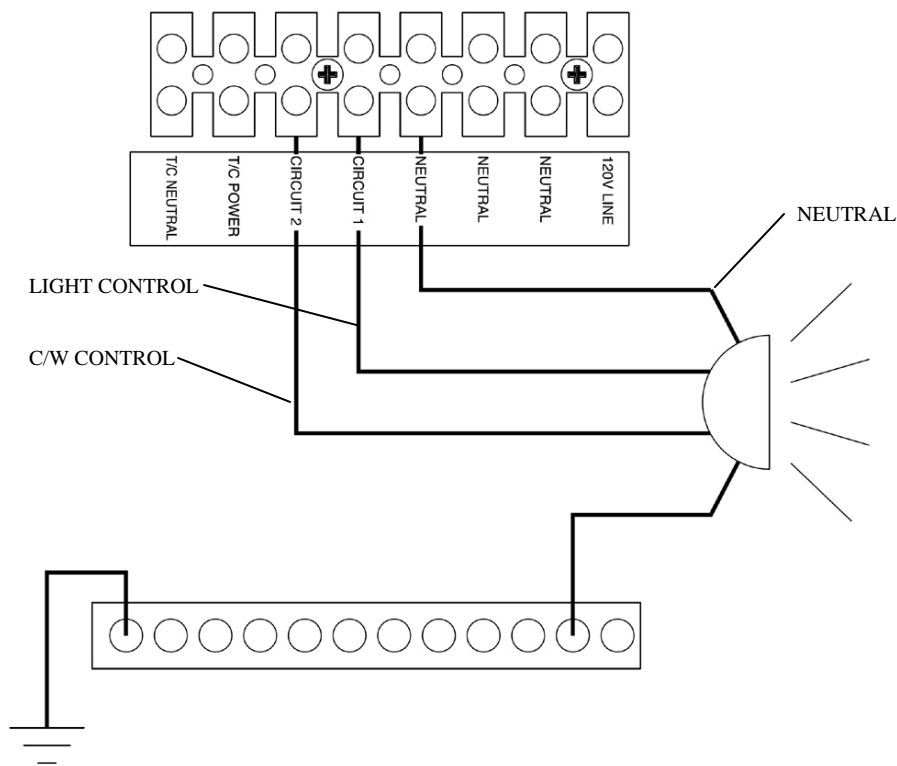 T/C NEUTRAL
T/C POWER
CIRCUIT 2
CIRCUIT 1
NEUTRAL
NEUTRAL
NEUTRAL
120V LINE
NEUTRAL
LIGHT CONTROL
C/W CONTROL